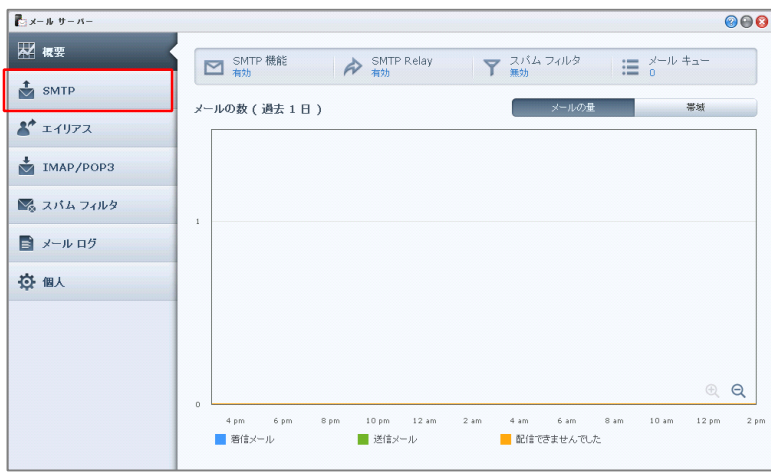 メール サーバー
概要
SMTP
エイリアス
IMAP/POP3
スパム フィルタ
メール ログ
個人
SMTP 機能
有効
SMTP Relay
有効
スパム フィルタ
無効
メール キュー
0
メールの数 ( 過去 1 日 )
メールの量 帯域
1
0
4 pm 6 pm 8 pm 10 pm 12 am 2 am 4 am 6 am 8 am 10 am 12 pm 2 pm
着信メール 送信メール 配信できませんでした